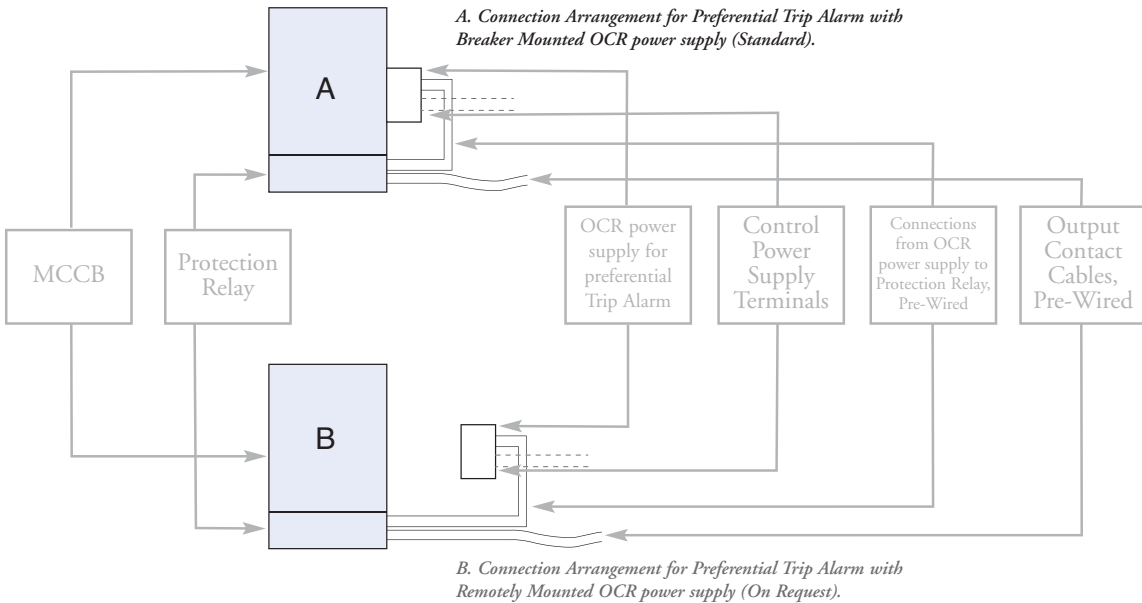 A. Connection Arrangement for Preferential Trip Alarm with
Breaker Mounted OCR power supply (Standard).
A
MCCB
Protection
Relay
OCR power
supply for
preferential
Trip Alarm
Control
Power
Supply
Terminals
Connections
from OCR
power supply to
Protection Relay,
Pre-Wired
Output
Contact
Cables,
Pre-Wired
B
B. Connection Arrangement for Preferential Trip Alarm with
Remotely Mounted OCR power supply (On Request).